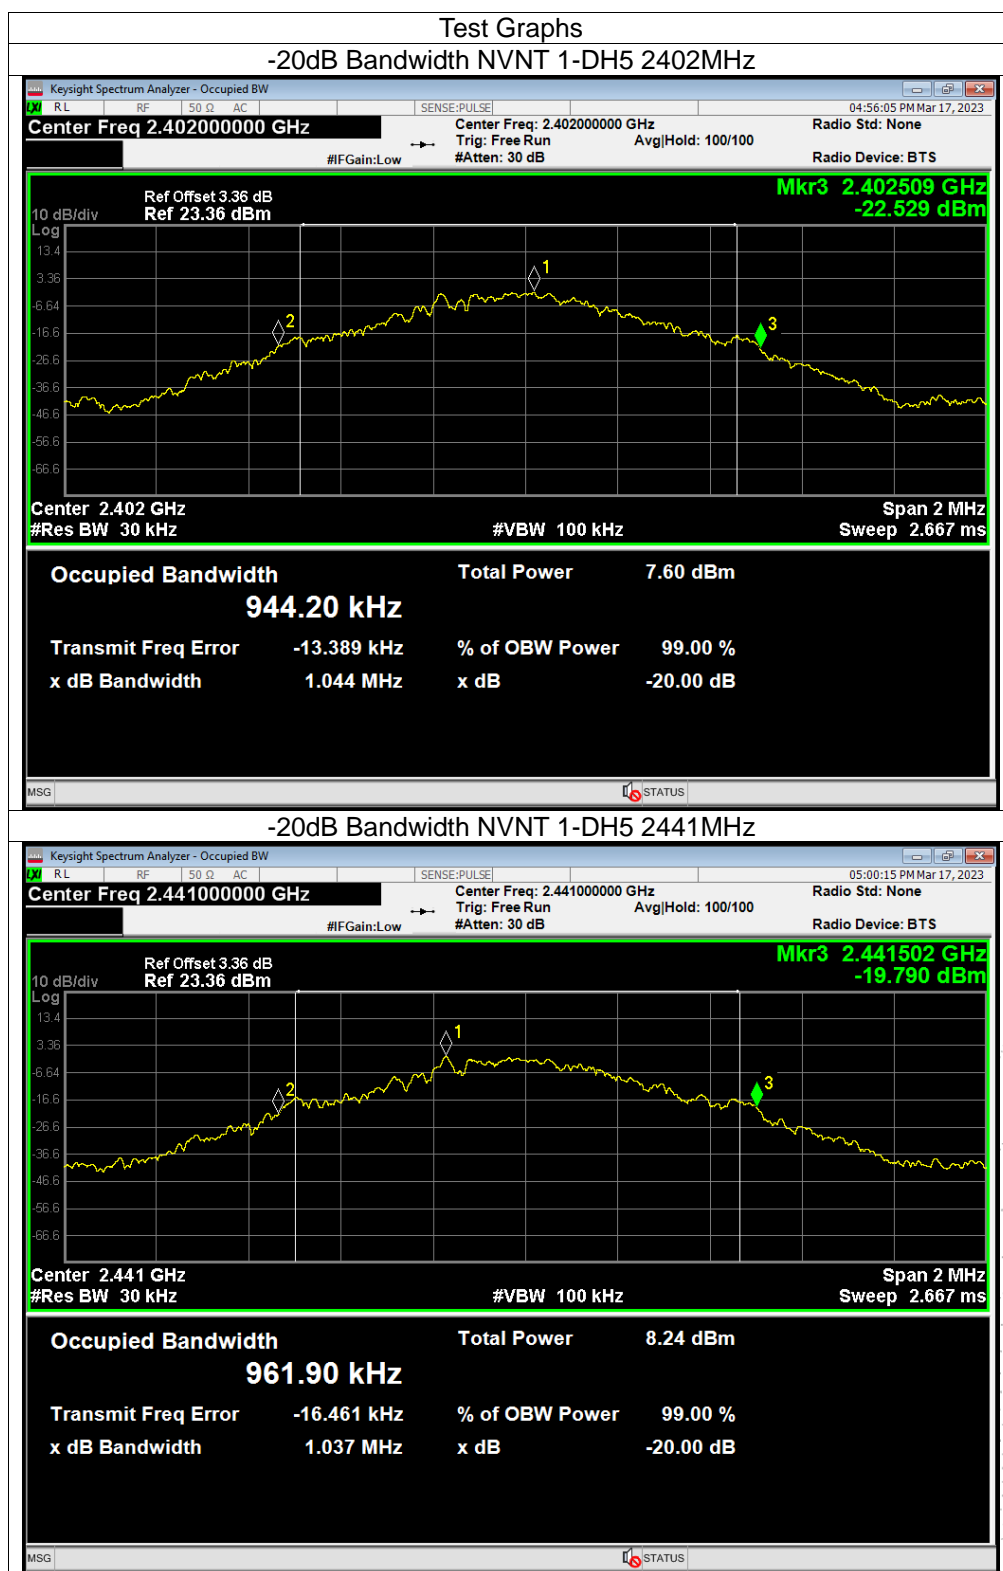 Test Graphs
-20dB Bandwidth NVNT 1-DH5 2402MHz
Keysight Spectrum Analyzer - Occupied BW
LXI RL RF 50 Ω AC SENSE:PULSE 04:56:05 PM Mar 17, 2023
Center Freq 2.402000000 GHz Center Freq: 2.402000000 GHz Radio Std: None
Trig: Free Run Avg|Hold: 100/100
#IFGain:Low #Atten: 30 dB Radio Device: BTS
Mkr3 2.402509 GHz
-22.529 dBm
Ref Offset 3.36 dB
10 dB/div Ref 23.36 dBm
Log
13.4
3.36
-6.64
-16.6
-26.6
-36.6
-46.6
-56.6
-66.6
1
2
3
Center 2.402 GHz Span 2 MHz
#Res BW 30 kHz #VBW 100 kHz Sweep 2.667 ms
Occupied Bandwidth Total Power 7.60 dBm
944.20 kHz
Transmit Freq Error -13.389 kHz % of OBW Power 99.00 %
x dB Bandwidth 1.044 MHz x dB -20.00 dB
MSG STATUS
-20dB Bandwidth NVNT 1-DH5 2441MHz
Keysight Spectrum Analyzer - Occupied BW
LXI RL RF 50 Ω AC SENSE:PULSE 05:00:15 PM Mar 17, 2023
Center Freq 2.441000000 GHz Center Freq: 2.441000000 GHz Radio Std: None
Trig: Free Run Avg|Hold: 100/100
#IFGain:Low #Atten: 30 dB Radio Device: BTS
Mkr3 2.441502 GHz
-19.790 dBm
Ref Offset 3.36 dB
10 dB/div Ref 23.36 dBm
Log
13.4
3.36
-6.64
-16.6
-26.6
-36.6
-46.6
-56.6
-66.6
1
2
3
Center 2.441 GHz Span 2 MHz
#Res BW 30 kHz #VBW 100 kHz Sweep 2.667 ms
Occupied Bandwidth Total Power 8.24 dBm
961.90 kHz
Transmit Freq Error -16.461 kHz % of OBW Power 99.00 %
x dB Bandwidth 1.037 MHz x dB -20.00 dB
MSG STATUS